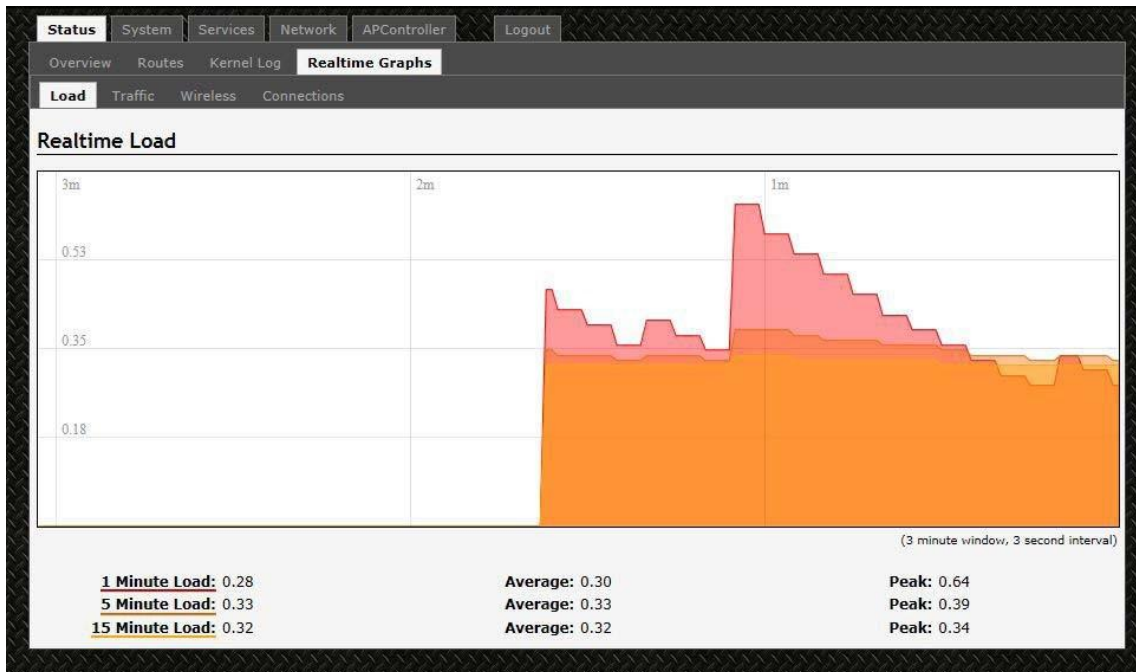 Status System Services Network APController Logout
Overview Routes Kernel Log Realtime Graphs
Load Traffic Wireless Connections
Realtime Load
3m 2m 1m
0.53
0.35
0.18
(3 minute window, 3 second interval)
1 Minute Load: 0.28 Average: 0.30 Peak: 0.64
5 Minute Load: 0.33 Average: 0.33 Peak: 0.39
15 Minute Load: 0.32 Average: 0.32 Peak: 0.34